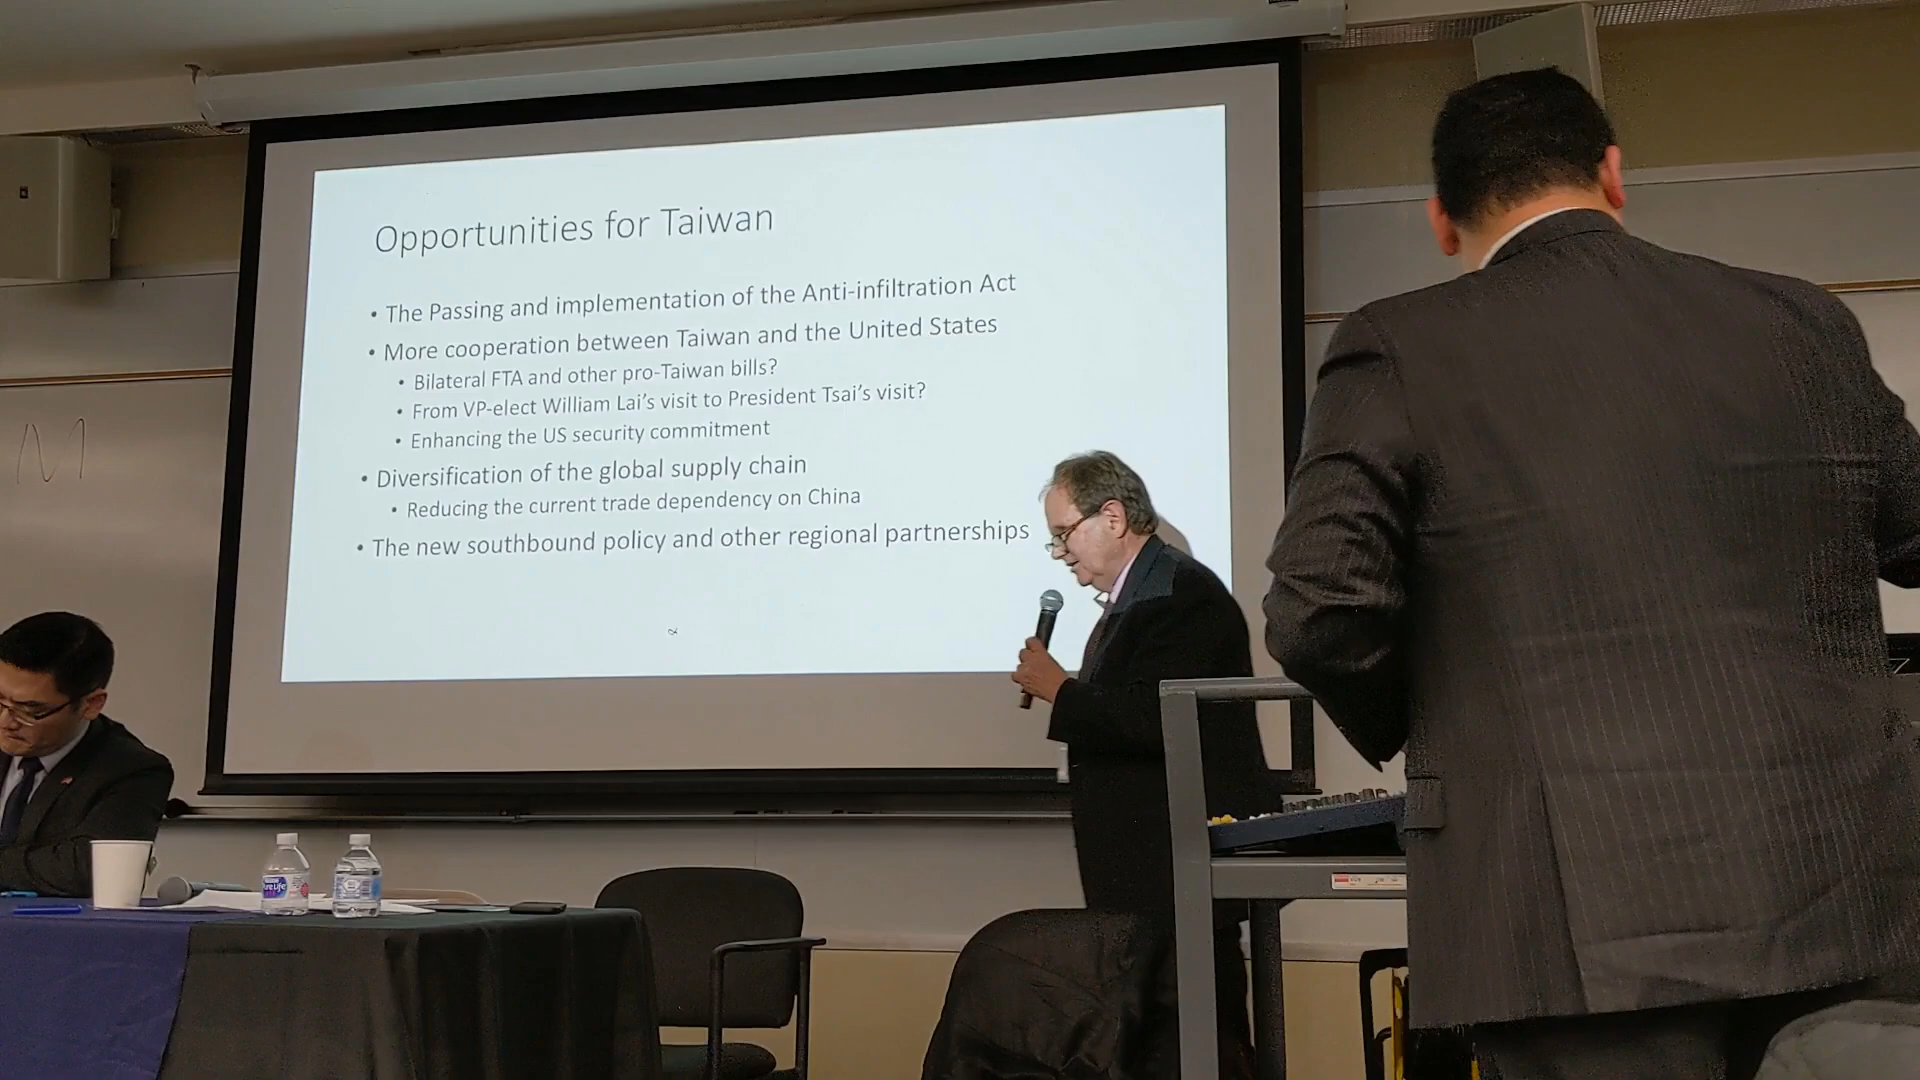 Opportunities for Taiwan
• The Passing and implementation of the Anti-infiltration Act
• More cooperation between Taiwan and the United States
• Bilateral FTA and other pro-Taiwan bills?
• From VP-elect William Lai's visit to President Tsai's visit?
• Enhancing the US security commitment
• Diversification of the global supply chain
• Reducing the current trade dependency on China
• The new southbound policy and other regional partnerships
M
Pure Life